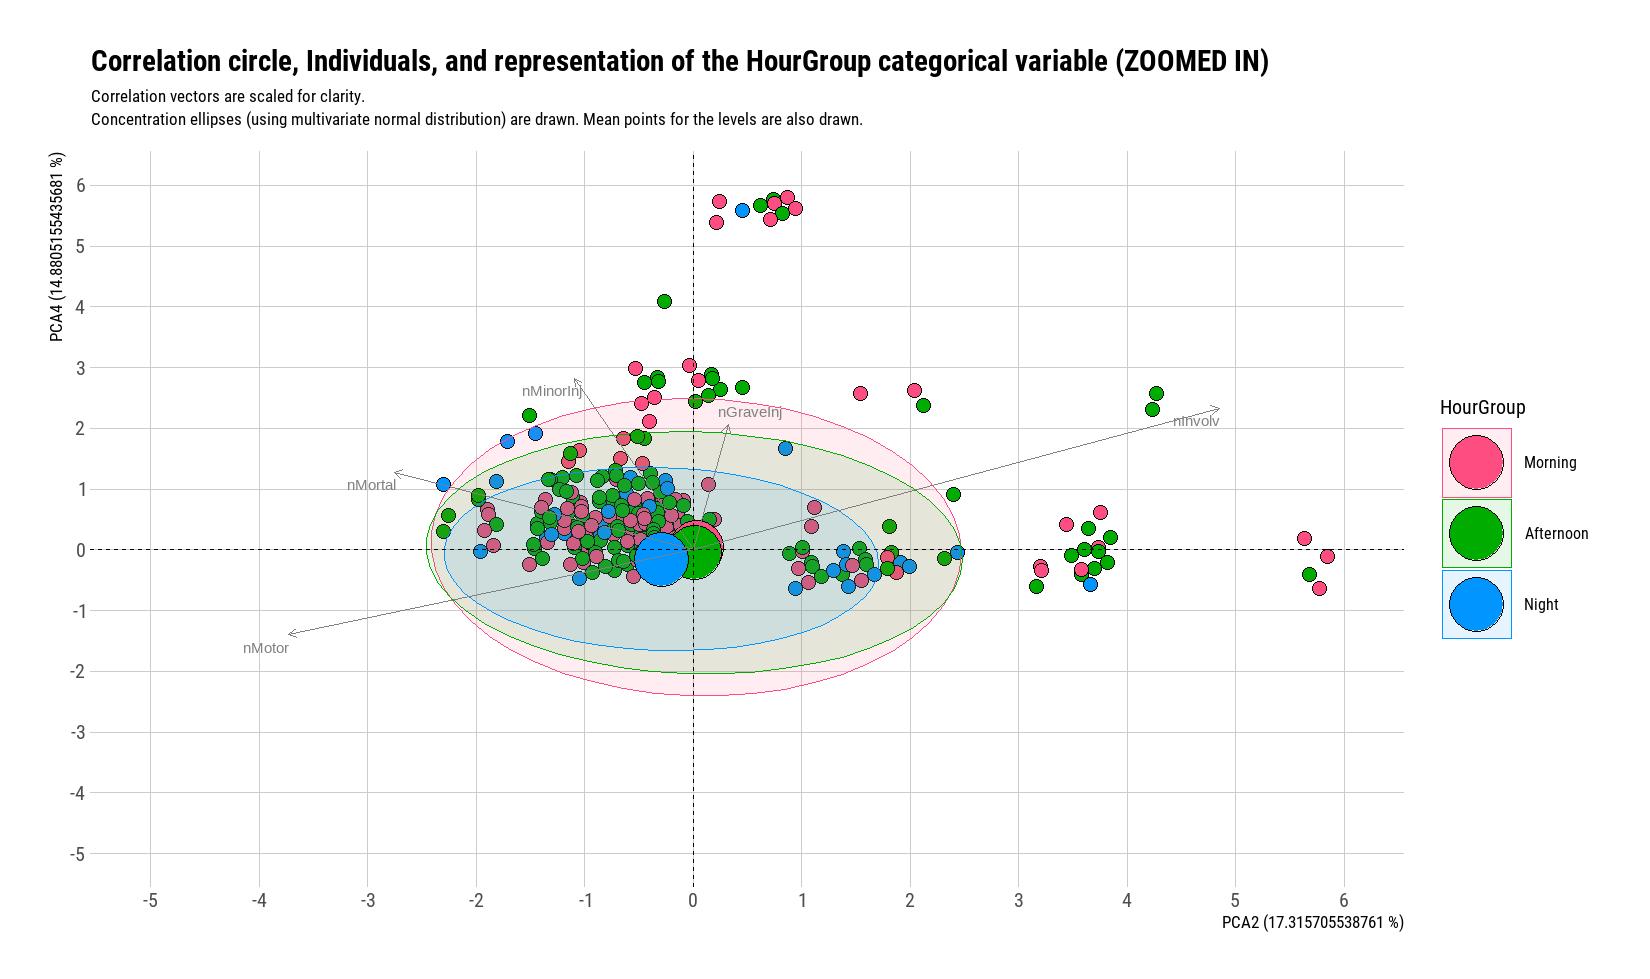 Correlation circle, Individuals, and representation of the HourGroup categorical variable (ZOOMED IN)
Correlation vectors are scaled for clarity.
Concentration ellipses (using multivariate normal distribution) are drawn. Mean points for the levels are also drawn.
PCA4 (14.8805155435681 %)
6
5
4
3
2
1
0
-1
-2
-3
-4
-5
nMinorInj
nGraveInj
nInvolv
nMortal
nMotor
-5
-4
-3
-2
-1
0
1
2
3
4
5
6
PCA2 (17.315705538761 %)
HourGroup
Morning
Afternoon
Night